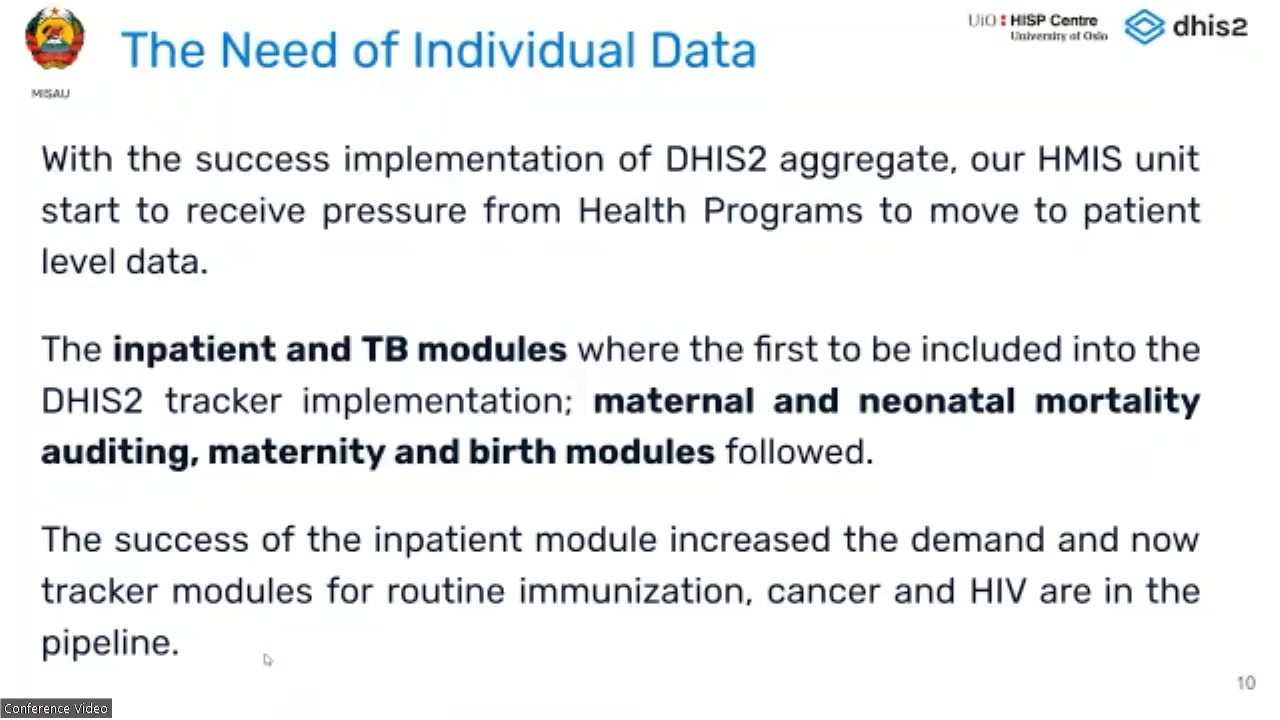 The Need of Individual Data
UiO HISP Centre
University of Oslo
dhis2
MISAU
With the success implementation of DHIS2 aggregate, our HMIS unit
start to receive pressure from Health Programs to move to patient
level data.
The inpatient and TB modules where the first to be included into the
DHIS2 tracker implementation; maternal and neonatal mortality
auditing, maternity and birth modules followed.
The success of the inpatient module increased the demand and now
tracker modules for routine immunization, cancer and HIV are in the
pipeline.
10
Conference Video